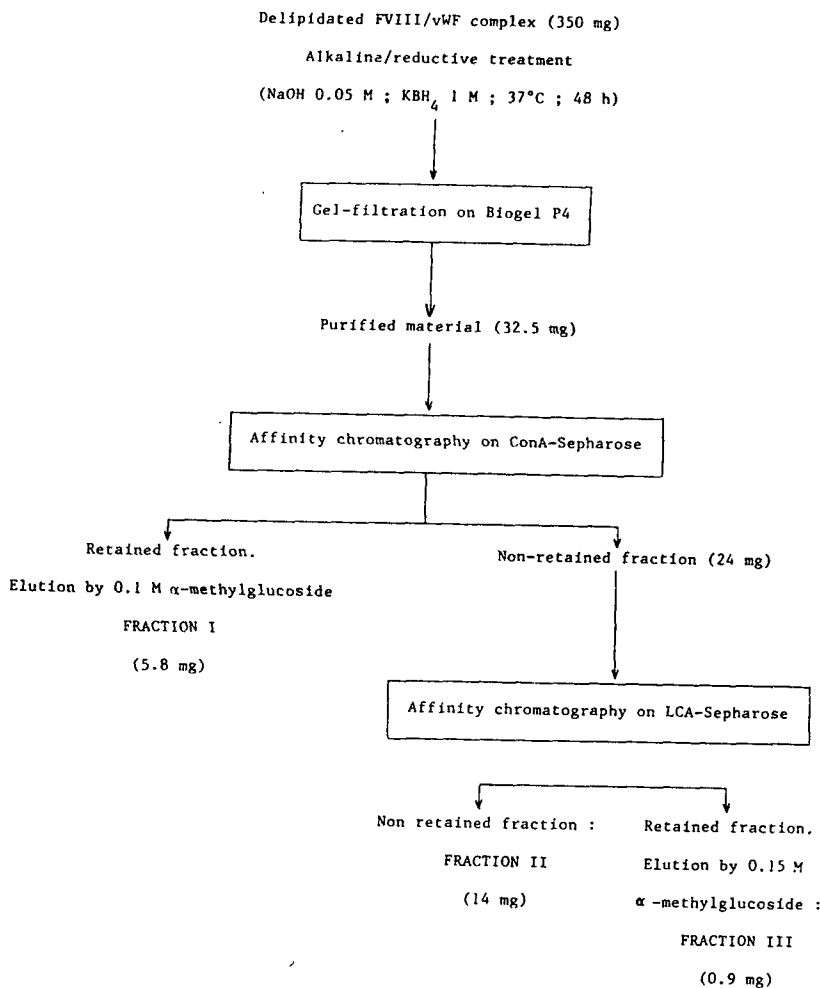 Delipidated FVIII/vWF complex (350 mg)
Alkaline/reductive treatment
(NaOH 0.05 M ; KBH4 1 M ; 37°C ; 48 h)
Gel-filtration on Biogel P4
Purified material (32.5 mg)
Affinity chromatography on ConA-Sepharose
Retained fraction.
Elution by 0.1 M α-methylglucoside
FRACTION I
(5.8 mg)
Non-retained fraction (24 mg)
Affinity chromatography on LCA-Sepharose
Non retained fraction :
FRACTION II
(14 mg)
Retained fraction.
Elution by 0.15 M
α-methylglucoside :
FRACTION III
(0.9 mg)